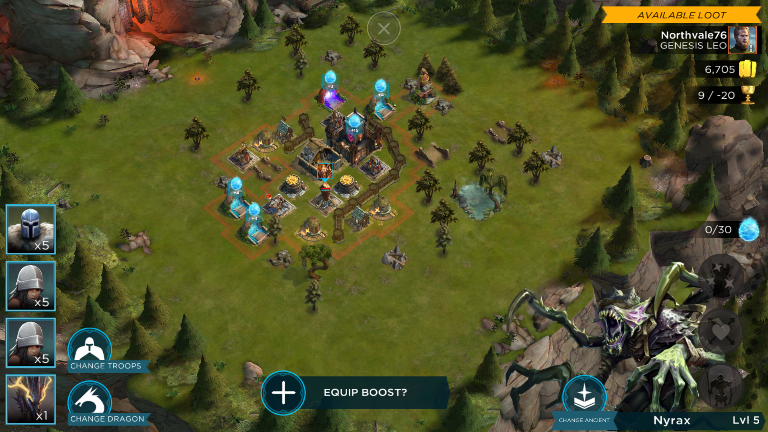 AVAILABLE LOOT
Northvale76
GENESIS LEO
6,705
9 / -20
0/30
x5
x5
x5
x1
CHANGE TROOPS
CHANGE DRAGON
EQUIP BOOST?
CHANGE ANCIENT
Nyrax Lvl 5